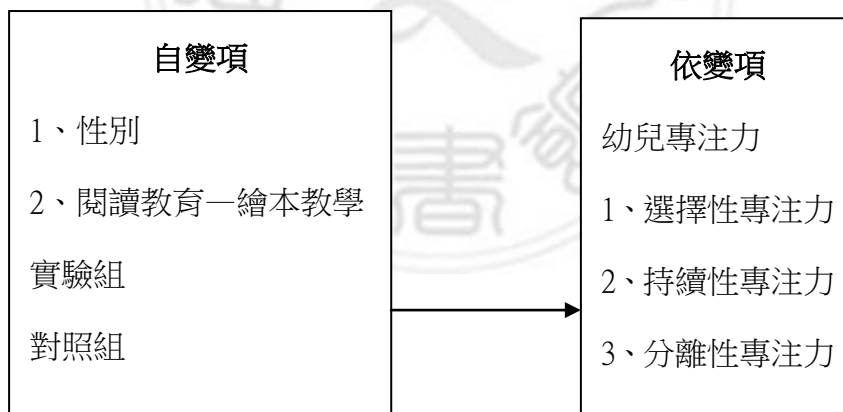 自變項
1、性別
2、閱讀教育—繪本教學
實驗組
對照組
依變項
幼兒專注力
1、選擇性專注力
2、持續性專注力
3、分離性專注力
書